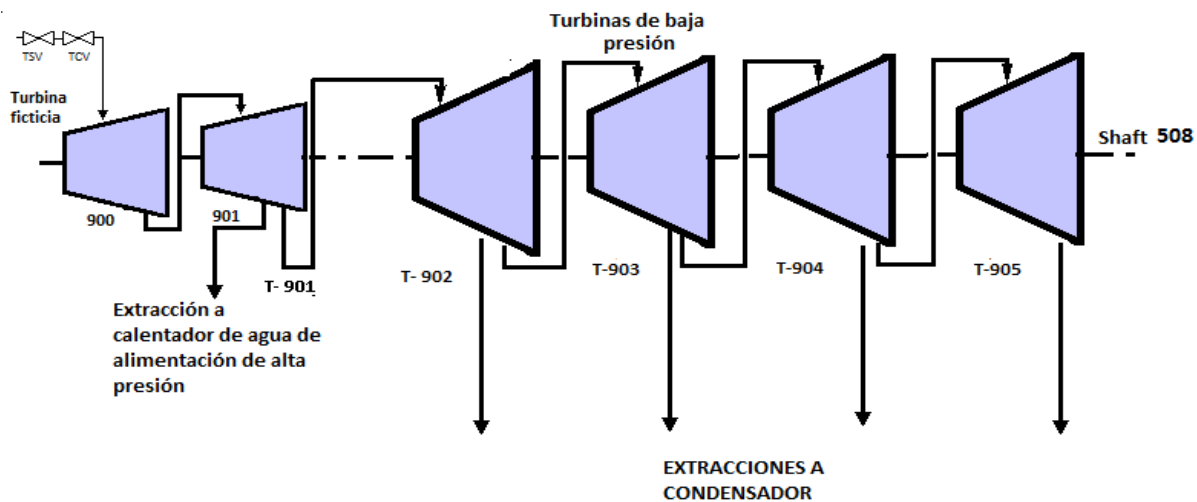 Turbinas de baja
presión
TSV
TCV
Turbina
ficticia
Shaft 508
900
901
T- 901
T- 902
T-903
T-904
T-905
Extracción a
calentador de agua de
alimentación de alta
presión
EXTRACCIONES A
CONDENSADOR